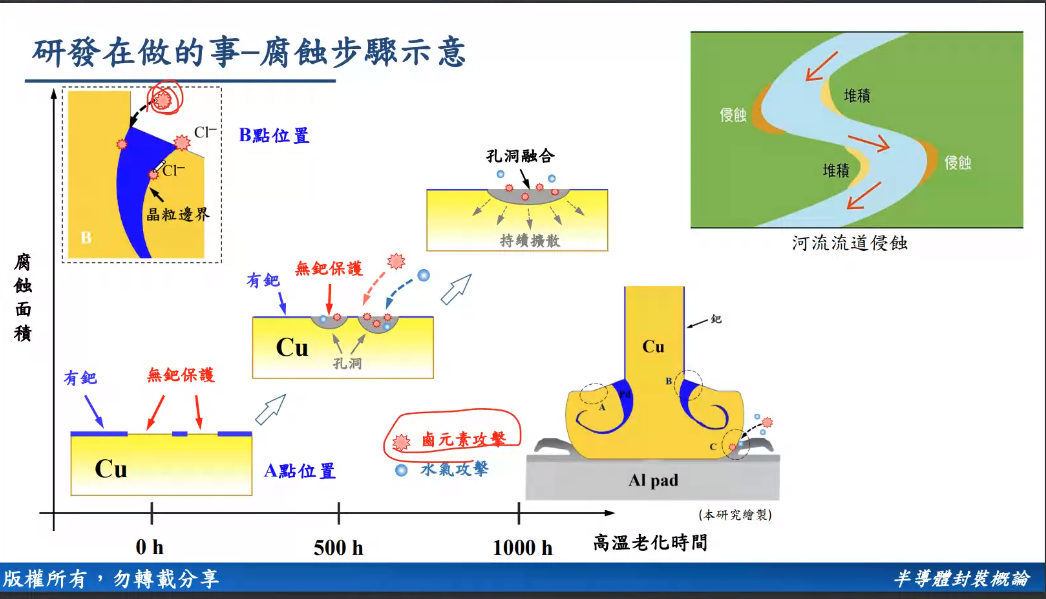 研發在做的事–腐蝕步驟示意
Cl⁻
Cl⁻
晶粒邊界
B
B點位置
孔洞融合
持續擴散
侵蝕
堆積
堆積
侵蝕
河流流道侵蝕
腐蝕面積
有鈀
無鈀保護
Cu
孔洞
有鈀
無鈀保護
Cu
A點位置
鹵元素攻擊
水氣攻擊
Cu
鈀
Pd
A
B
C
Al pad
(本研究繪製)
0 h
500 h
1000 h
高溫老化時間
版權所有，勿轉載分享
半導體封裝概論